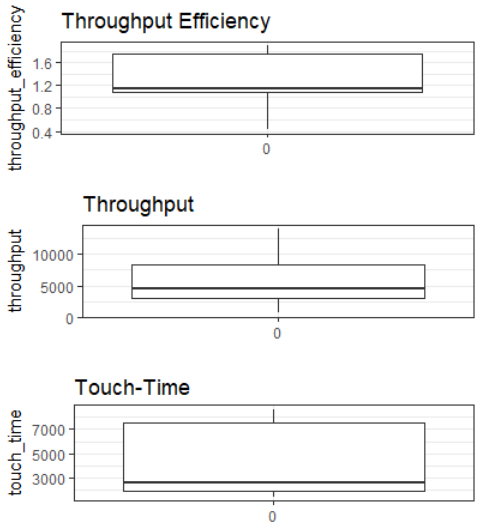 Throughput Efficiency
throughput_efficiency
1.6
1.2
0.8
0.4
0
Throughput
throughput
10000
5000
0
0
Touch-Time
touch_time
7000
5000
3000
0